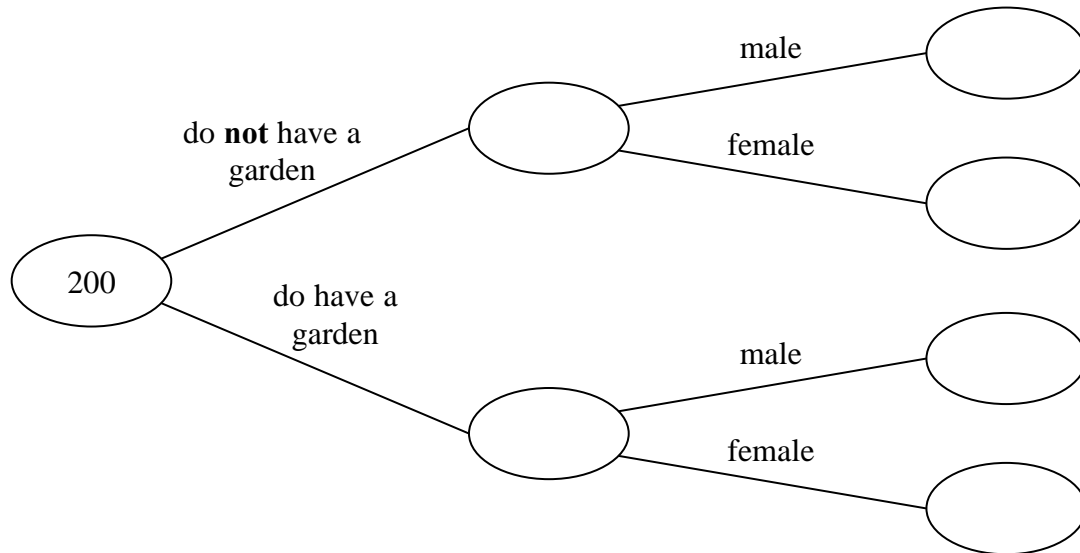 male
do not have a
garden
female
200
do have a
garden
male
female